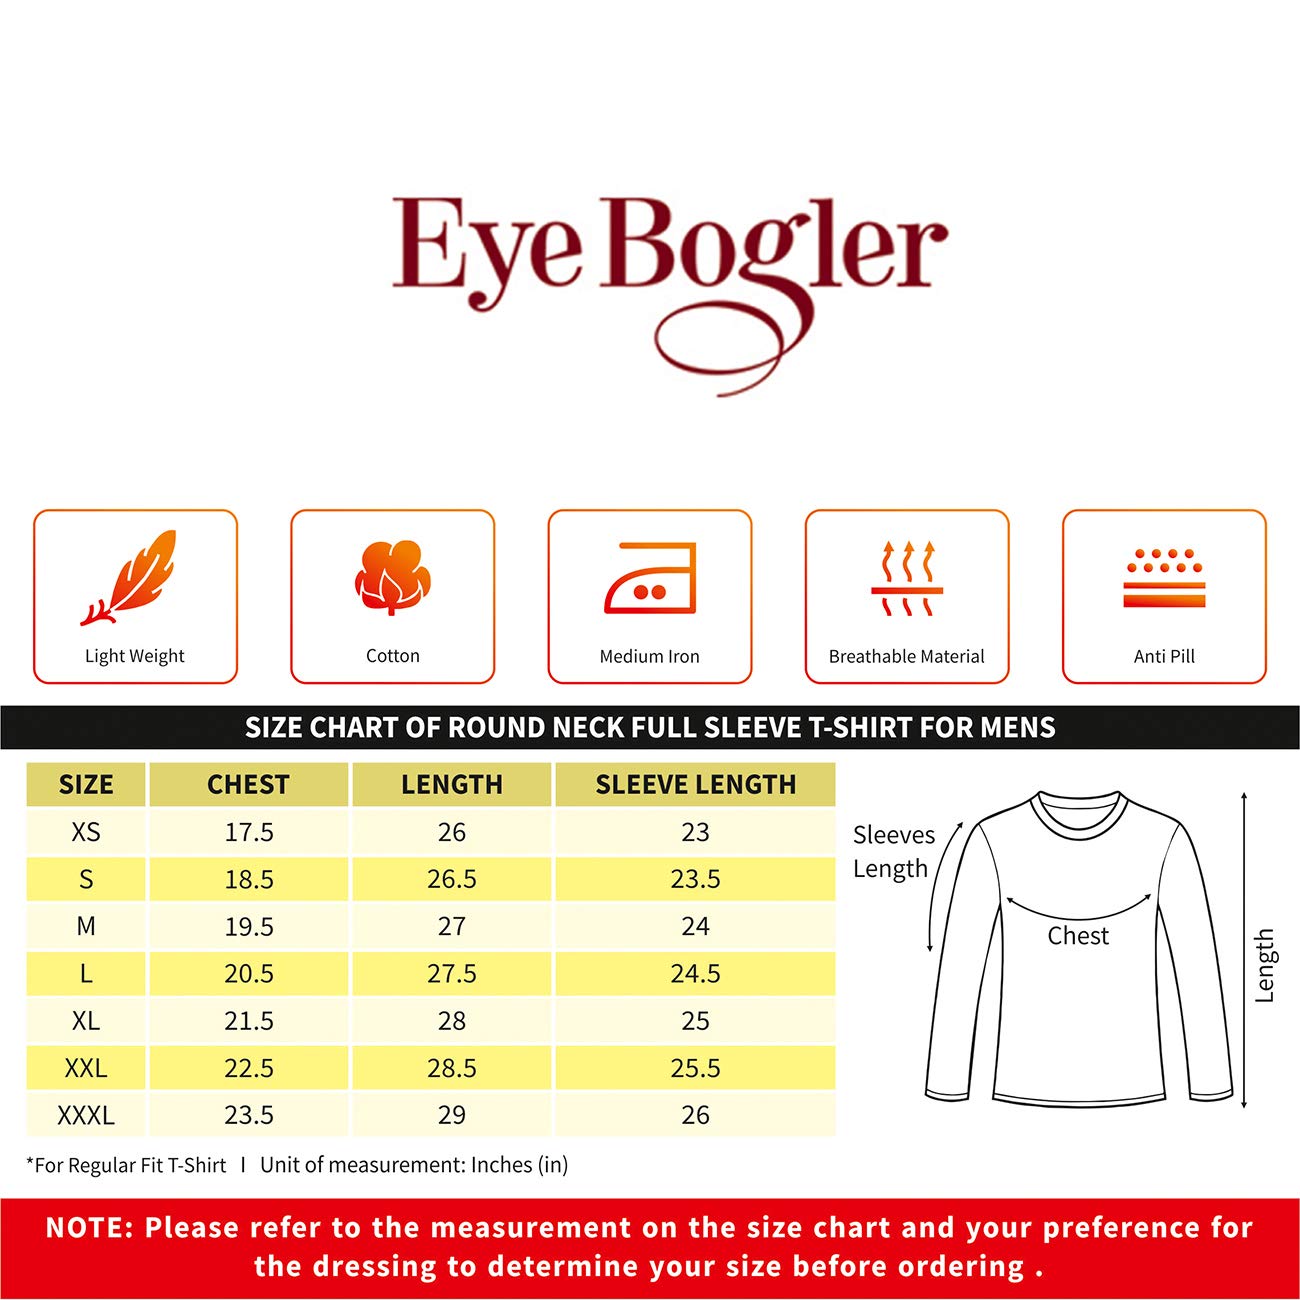 Eye Bogler
Light Weight
Cotton
Medium Iron
Breathable Material
Anti Pill
SIZE CHART OF ROUND NECK FULL SLEEVE T-SHIRT FOR MENS
SIZE CHEST LENGTH SLEEVE LENGTH
XS 17.5 26 23
S 18.5 26.5 23.5
M 19.5 27 24
L 20.5 27.5 24.5
XL 21.5 28 25
XXL 22.5 28.5 25.5
XXXL 23.5 29 26
Sleeves
Length
Chest
Length
*For Regular Fit T-Shirt | Unit of measurement: Inches (in)
NOTE: Please refer to the measurement on the size chart and your preference for
the dressing to determine your size before ordering .